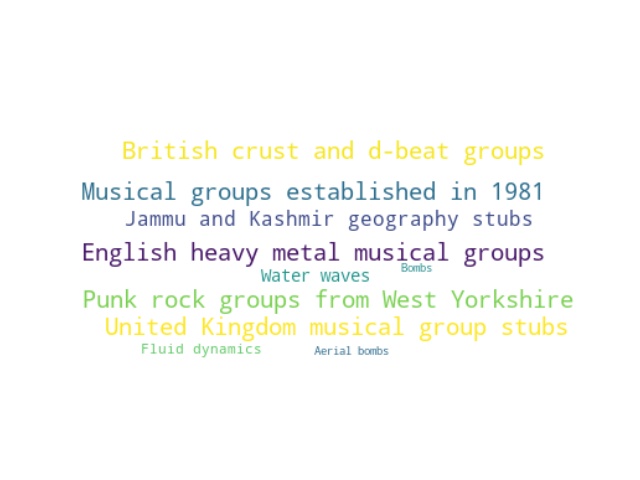 British crust and d-beat groups
Musical groups established in 1981
Jammu and Kashmir geography stubs
English heavy metal musical groups
Bombs
Water waves
Punk rock groups from West Yorkshire
United Kingdom musical group stubs
Fluid dynamics
Aerial bombs